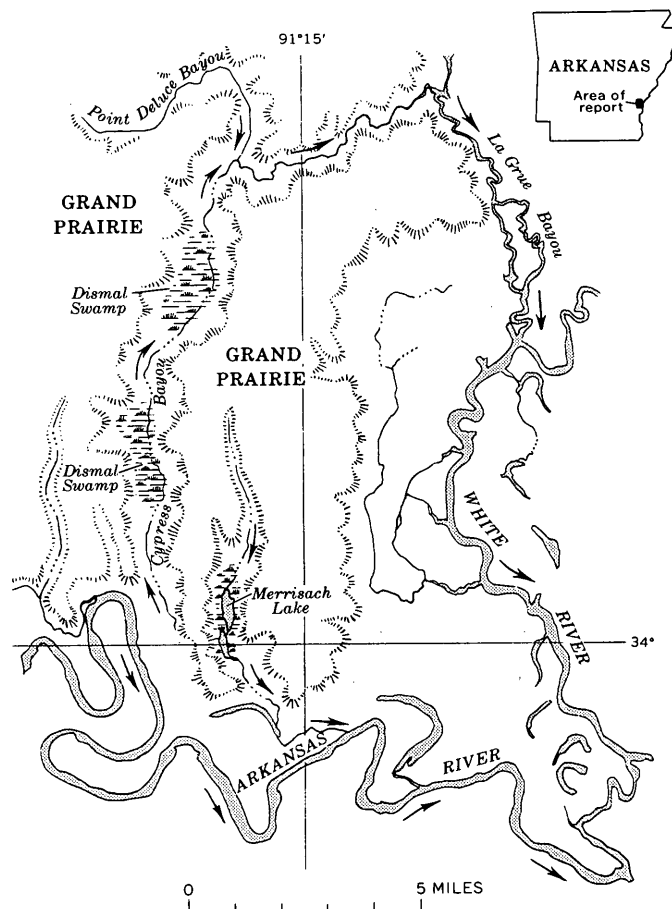 91°15'
ARKANSAS
Area of
report
Point Deluce Bayou
La Grue
Bayou
GRAND
PRAIRIE
Dismal
Swamp
GRAND
PRAIRIE
Bayou
Dismal
Swamp
Cypress
WHITE
RIVER
Merrisach
Lake
34°
ARKANSAS
RIVER
0
5 MILES